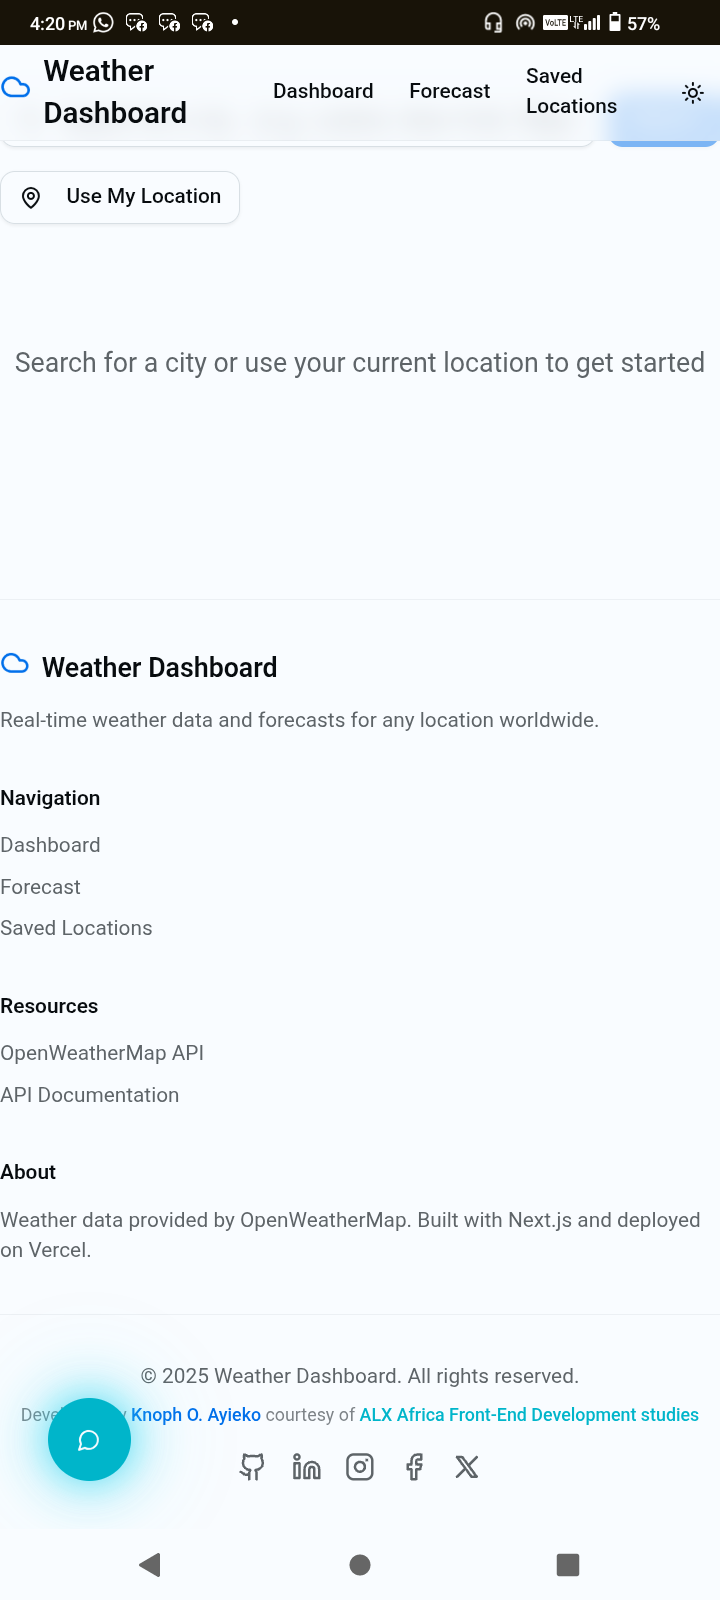 4:20 PM
VoLTE LTE 57%
Weather
Dashboard
Dashboard
Forecast
Saved
Locations
Use My Location
Search for a city or use your current location to get started
Weather Dashboard
Real-time weather data and forecasts for any location worldwide.
Navigation
Dashboard
Forecast
Saved Locations
Resources
OpenWeatherMap API
API Documentation
About
Weather data provided by OpenWeatherMap. Built with Next.js and deployed
on Vercel.
© 2025 Weather Dashboard. All rights reserved.
Knoph O. Ayieko courtesy of ALX Africa Front-End Development studies